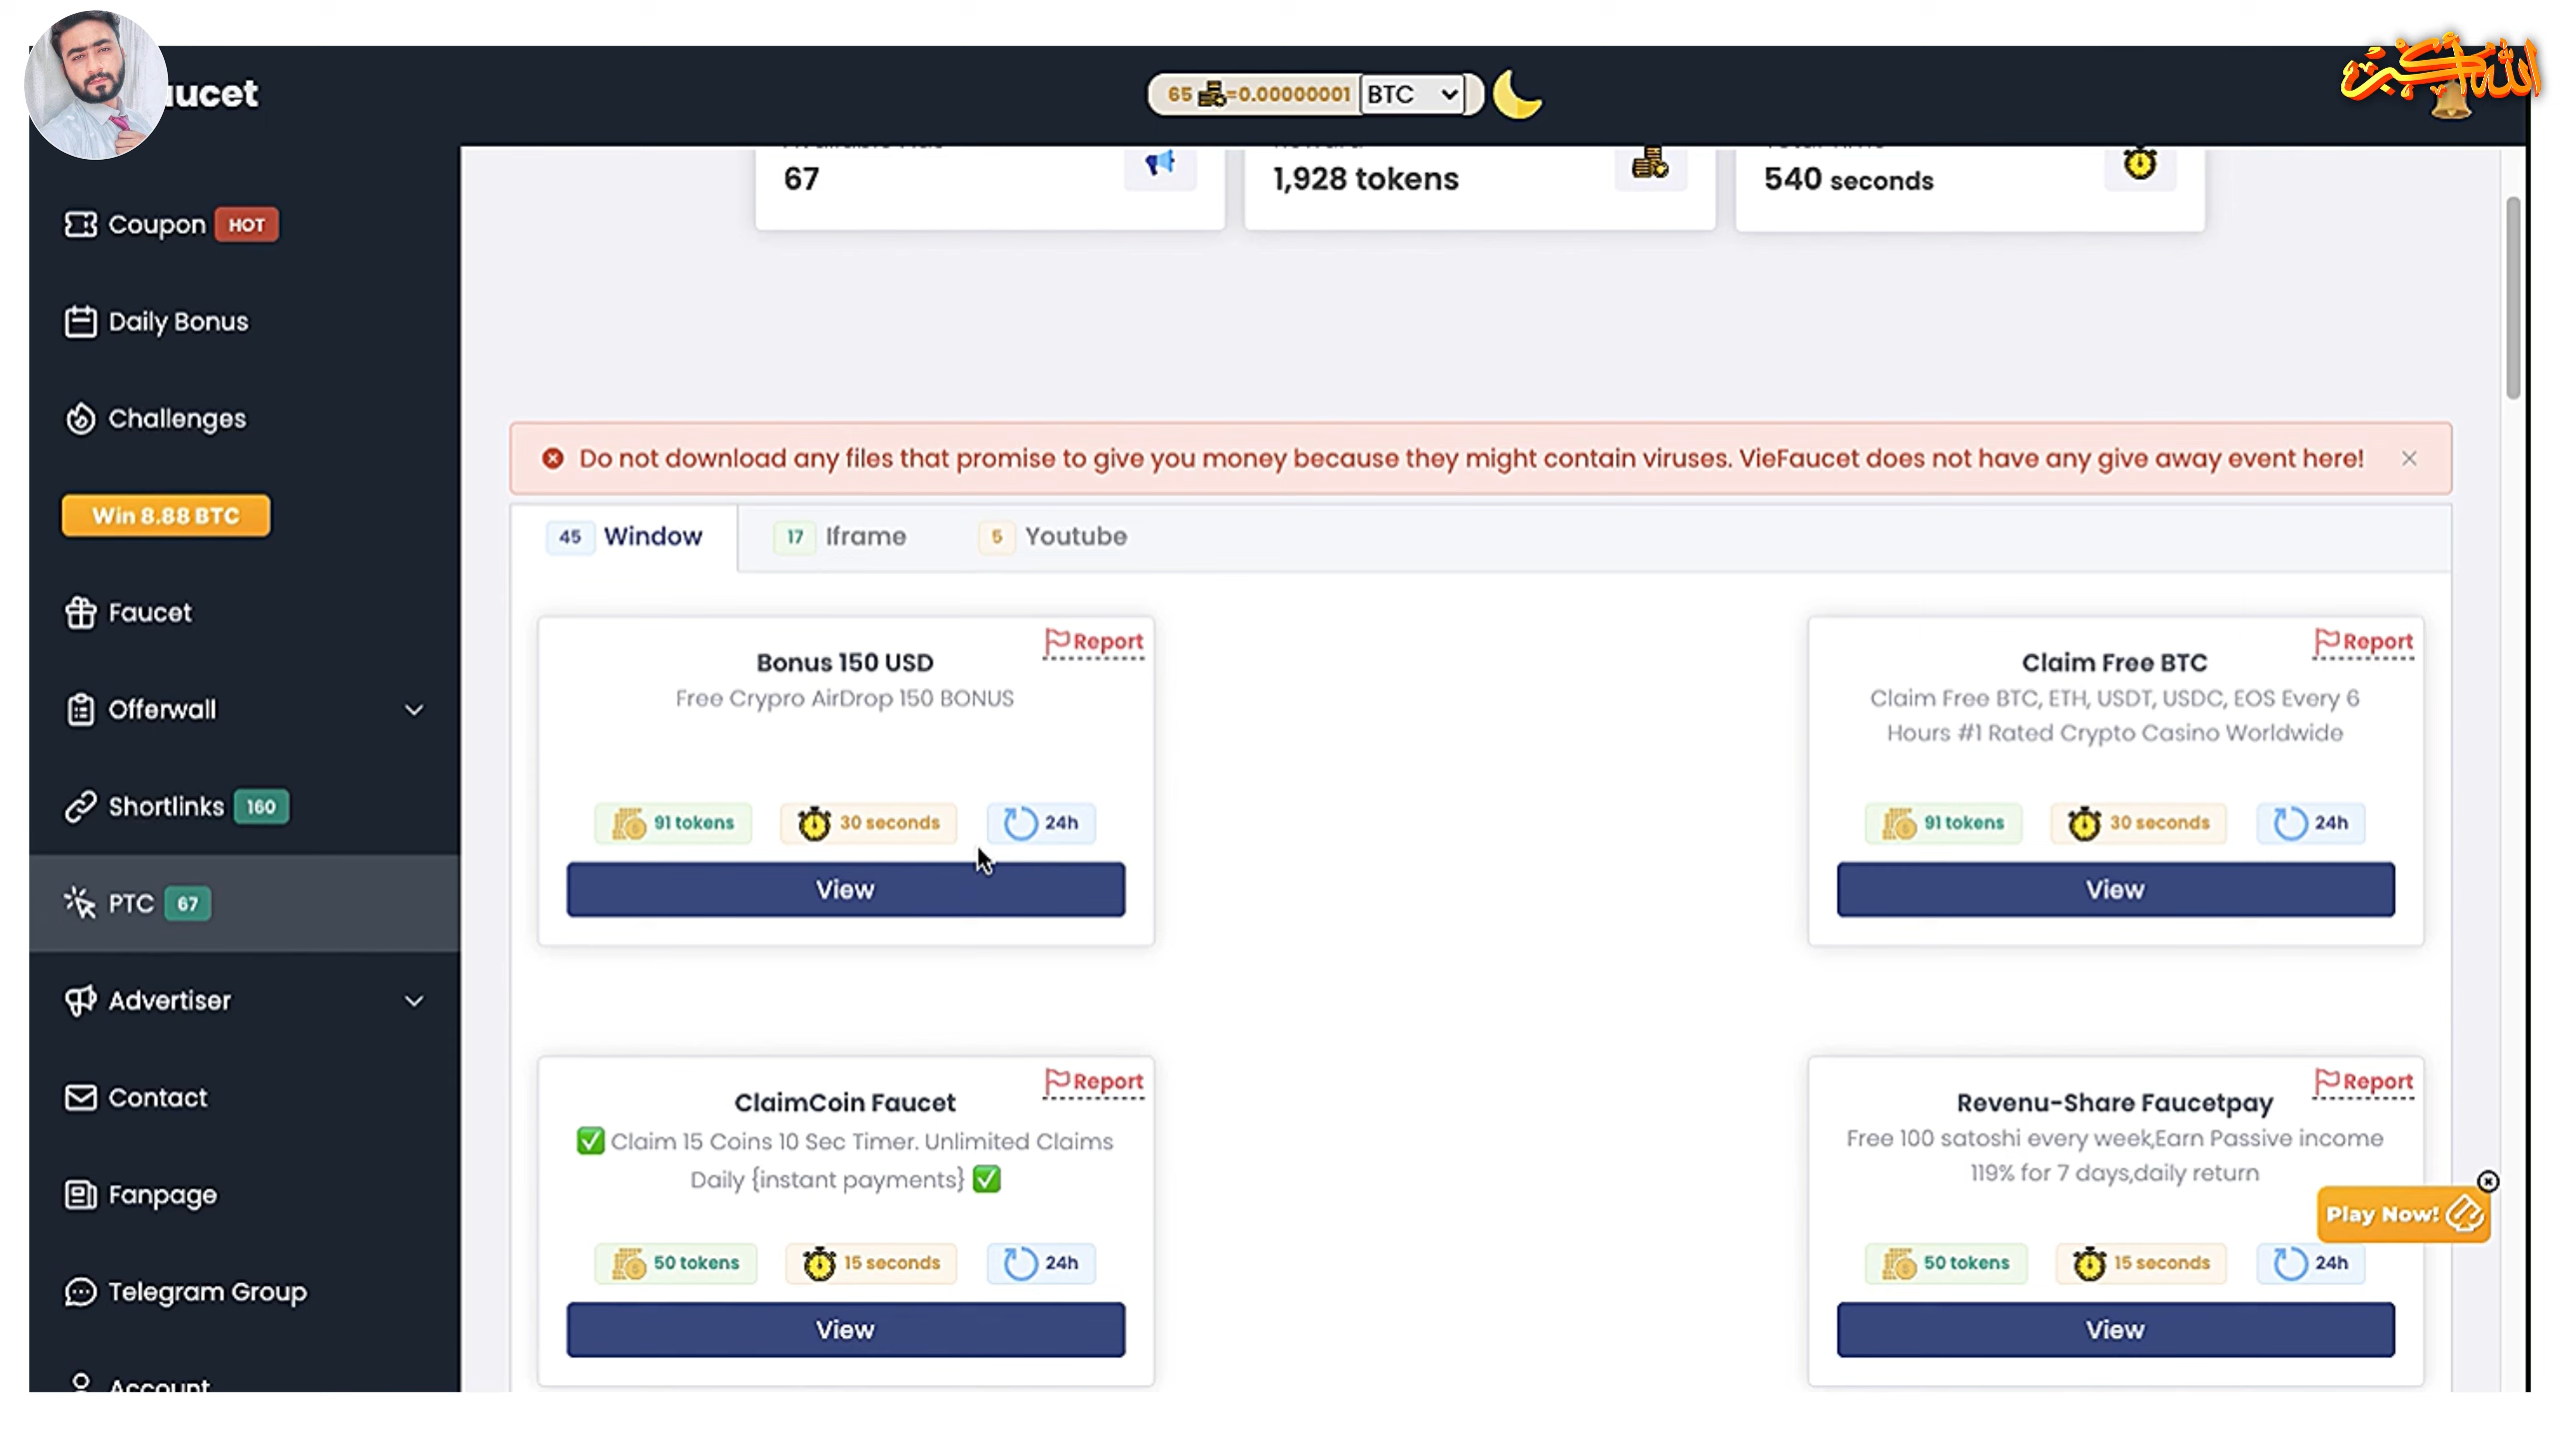 ucet
65 =0.00000001 BTC
الله أكبر
67
1,928 tokens
540 seconds
Coupon HOT
Daily Bonus
Challenges
Win 8.88 BTC
Faucet
Offerwall
Shortlinks 160
PTC 67
Advertiser
Contact
Fanpage
Telegram Group
Account
Do not download any files that promise to give you money because they might contain viruses. VieFaucet does not have any give away event here!
45 Window
17 Iframe
5 Youtube
Report
Bonus 150 USD
Free Crypro AirDrop 150 BONUS
91 tokens
30 seconds
24h
View
Report
Claim Free BTC
Claim Free BTC, ETH, USDT, USDC, EOS Every 6
Hours #1 Rated Crypto Casino Worldwide
91 tokens
30 seconds
24h
View
Report
ClaimCoin Faucet
✅ Claim 15 Coins 10 Sec Timer. Unlimited Claims
Daily {instant payments} ✅
50 tokens
15 seconds
24h
View
Report
Revenu-Share Faucetpay
Free 100 satoshi every week,Earn Passive income
119% for 7 days,daily return
50 tokens
15 seconds
24h
View
Play Now!